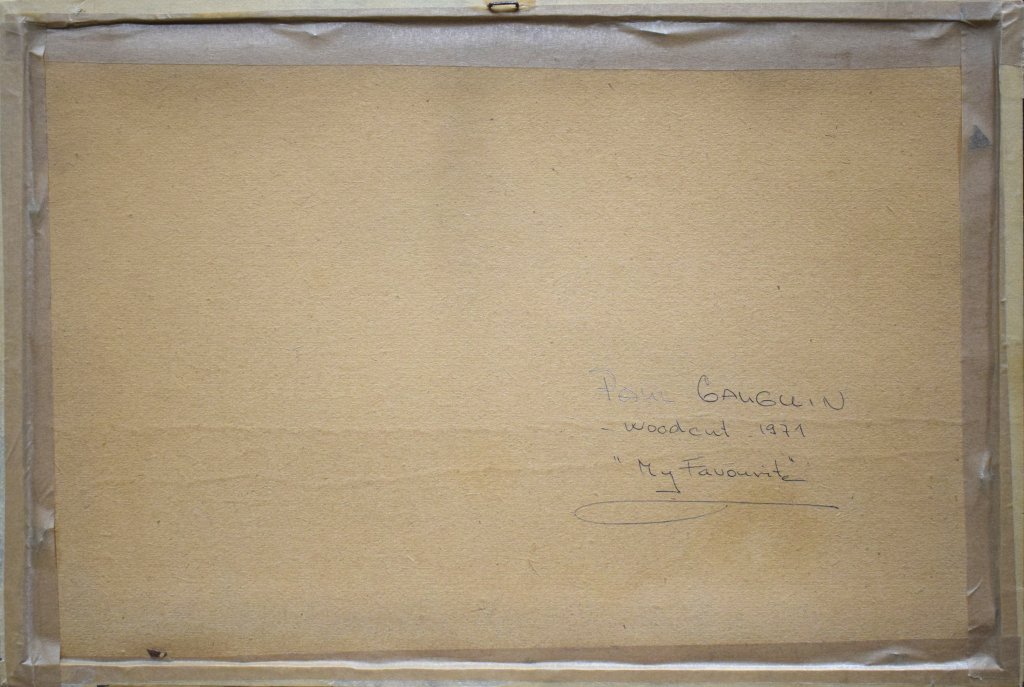 Paul GAUGUIN
- Woodcut - 1971
"My Favourite"